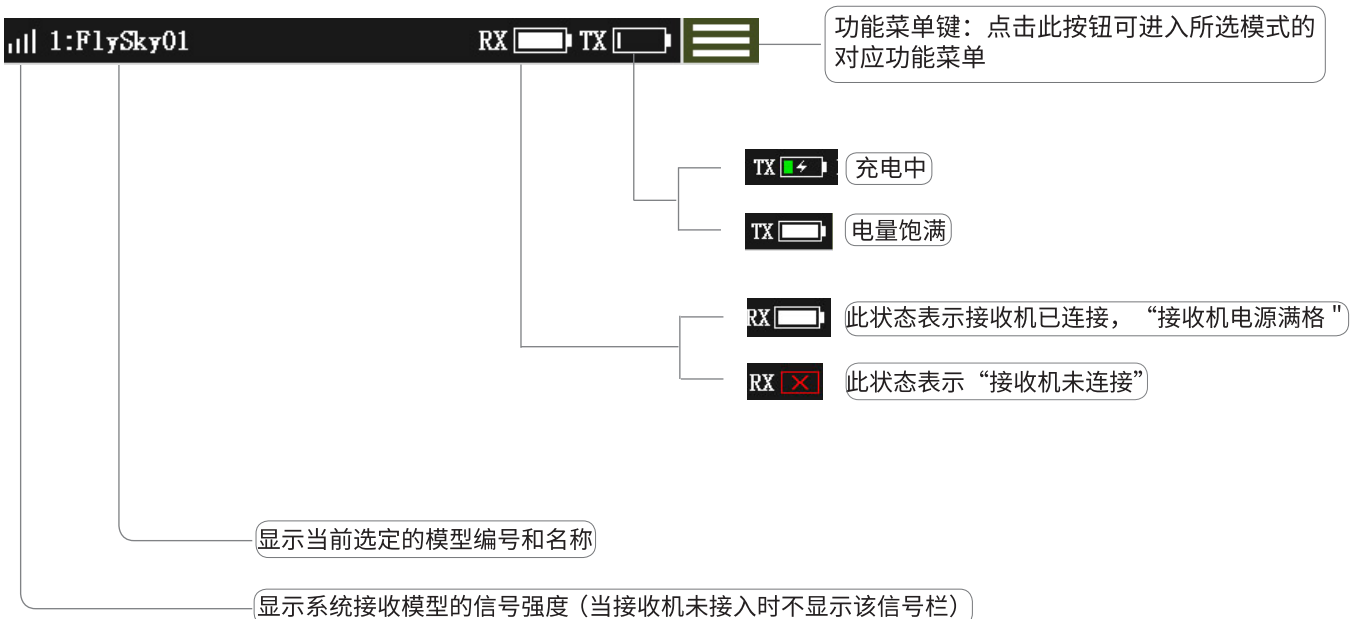 1:FlySky01 RX TX
功能菜单键：点击此按钮可进入所选模式的
对应功能菜单
TX 充电中
TX 电量饱满
RX 此状态表示接收机已连接，“接收机电源满格＂
RX 此状态表示“接收机未连接”
显示当前选定的模型编号和名称
显示系统接收模型的信号强度（当接收机未接入时不显示该信号栏）